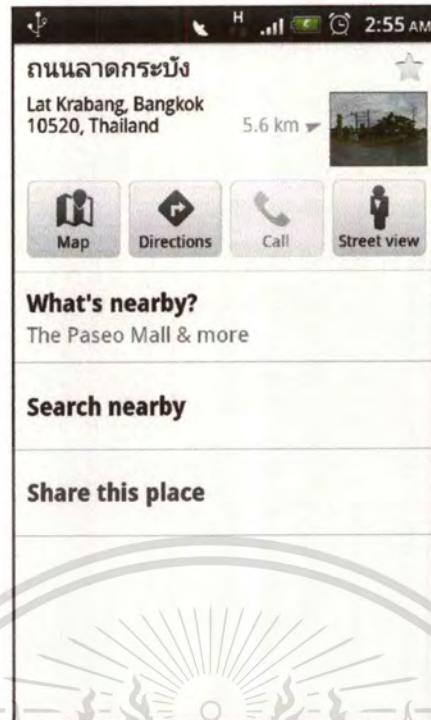 H 2:55 AM
ถนนลาดกระบัง
Lat Krabang, Bangkok
10520, Thailand 5.6 km
Map Directions Call Street view
What's nearby?
The Paseo Mall & more
Search nearby
Share this place